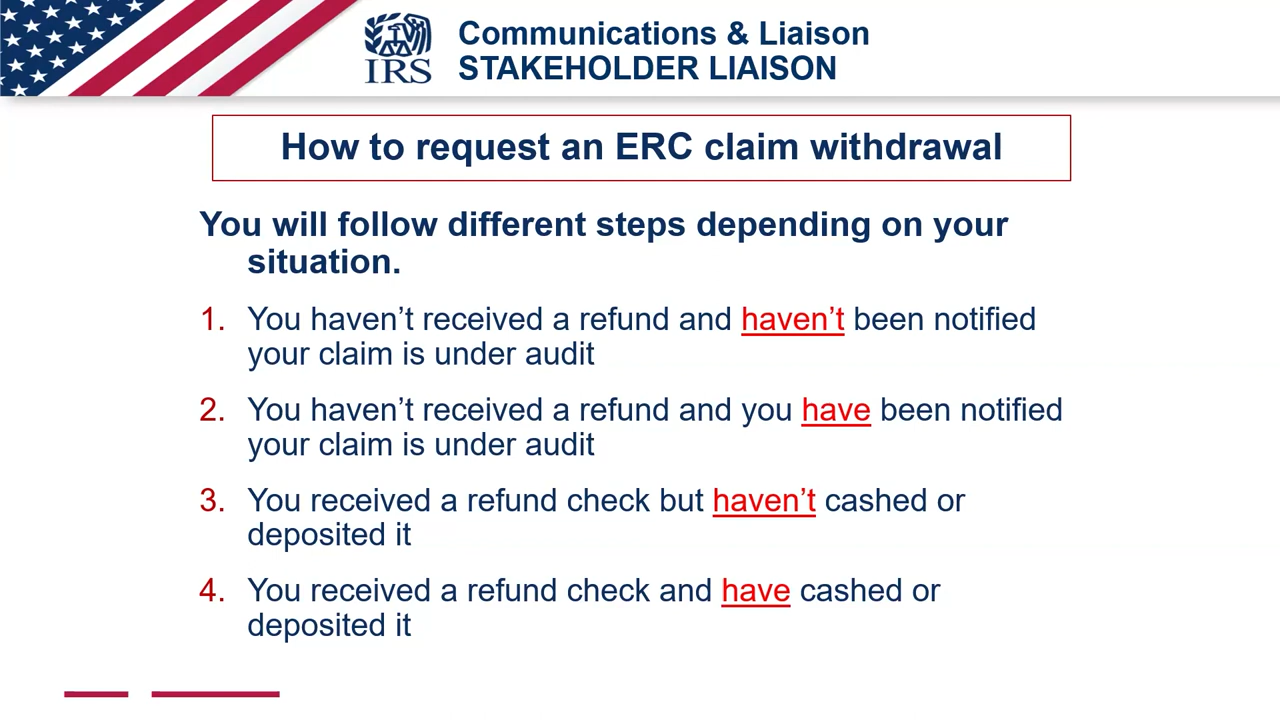 IRS
Communications & Liaison
STAKEHOLDER LIAISON
How to request an ERC claim withdrawal
You will follow different steps depending on your
situation.
1. You haven’t received a refund and haven’t been notified
your claim is under audit
2. You haven’t received a refund and you have been notified
your claim is under audit
3. You received a refund check but haven’t cashed or
deposited it
4. You received a refund check and have cashed or
deposited it